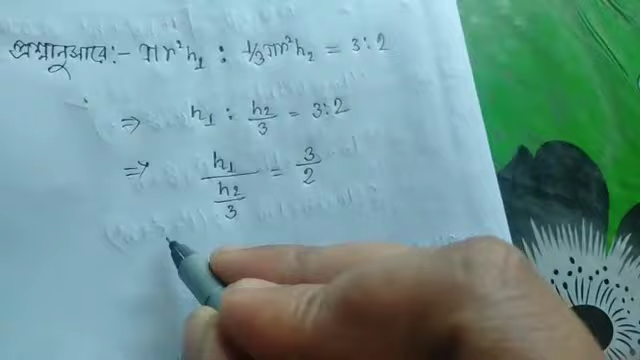 প্রশ্নানুসারে:- πr²h₁ : 1/3πr²h₂ = 3:2
⇒ h₁ : h₂/3 = 3:2
⇒ h₁/(h₂/3) = 3/2